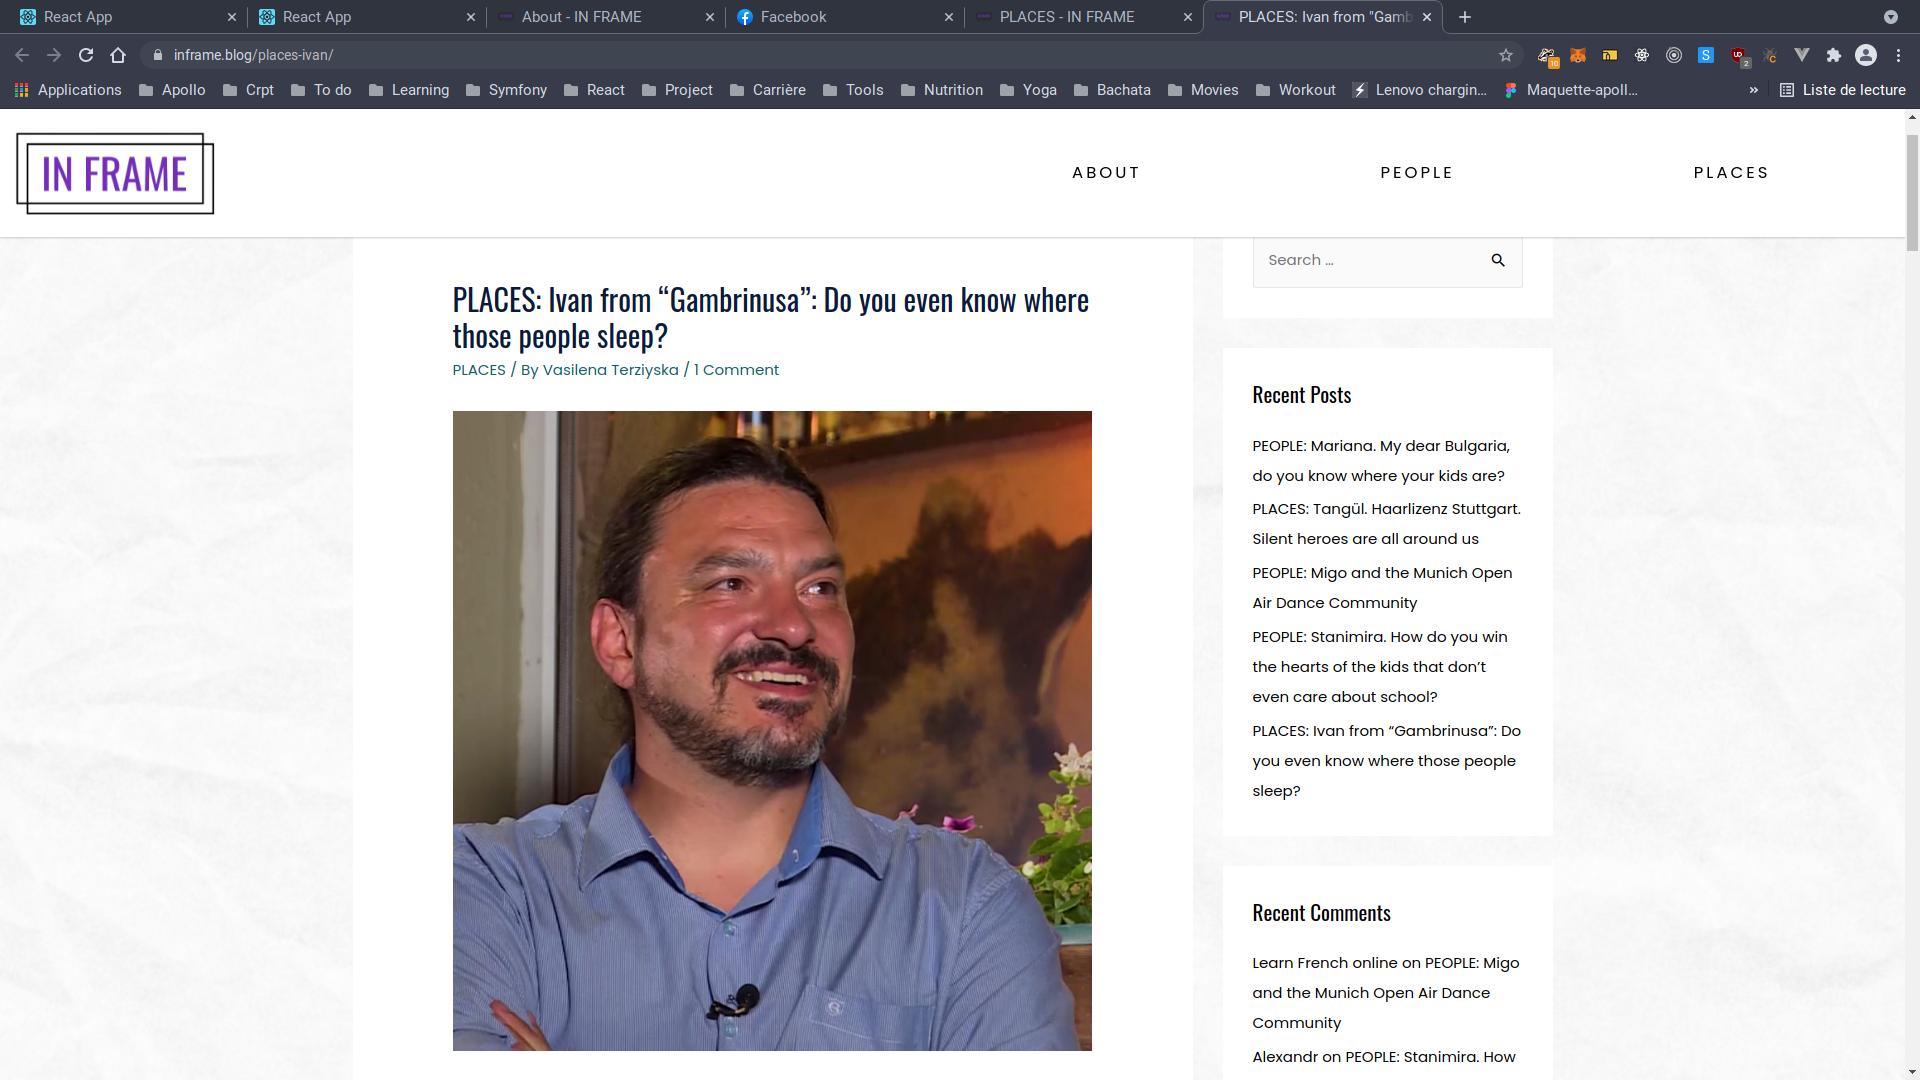 React App
React App
About - IN FRAME
Facebook
PLACES - IN FRAME
PLACES: Ivan from "Gamb
inframe.blog/places-ivan/
10
S
2
Applications
Apollo
Crpt
To do
Learning
Symfony
React
Project
Carrière
Tools
Nutrition
Yoga
Bachata
Movies
Workout
Lenovo chargin...
Maquette-apoll...
»
Liste de lecture
IN FRAME
ABOUT
PEOPLE
PLACES
PLACES: Ivan from “Gambrinusa”: Do you even know where
those people sleep?
PLACES / By Vasilena Terziyska / 1 Comment
Search ...
Recent Posts
PEOPLE: Mariana. My dear Bulgaria,
do you know where your kids are?
PLACES: Tangül. Haarlizenz Stuttgart.
Silent heroes are all around us
PEOPLE: Migo and the Munich Open
Air Dance Community
PEOPLE: Stanimira. How do you win
the hearts of the kids that don’t
even care about school?
PLACES: Ivan from “Gambrinusa”: Do
you even know where those people
sleep?
Recent Comments
Learn French online on PEOPLE: Migo
and the Munich Open Air Dance
Community
Alexandr on PEOPLE: Stanimira. How